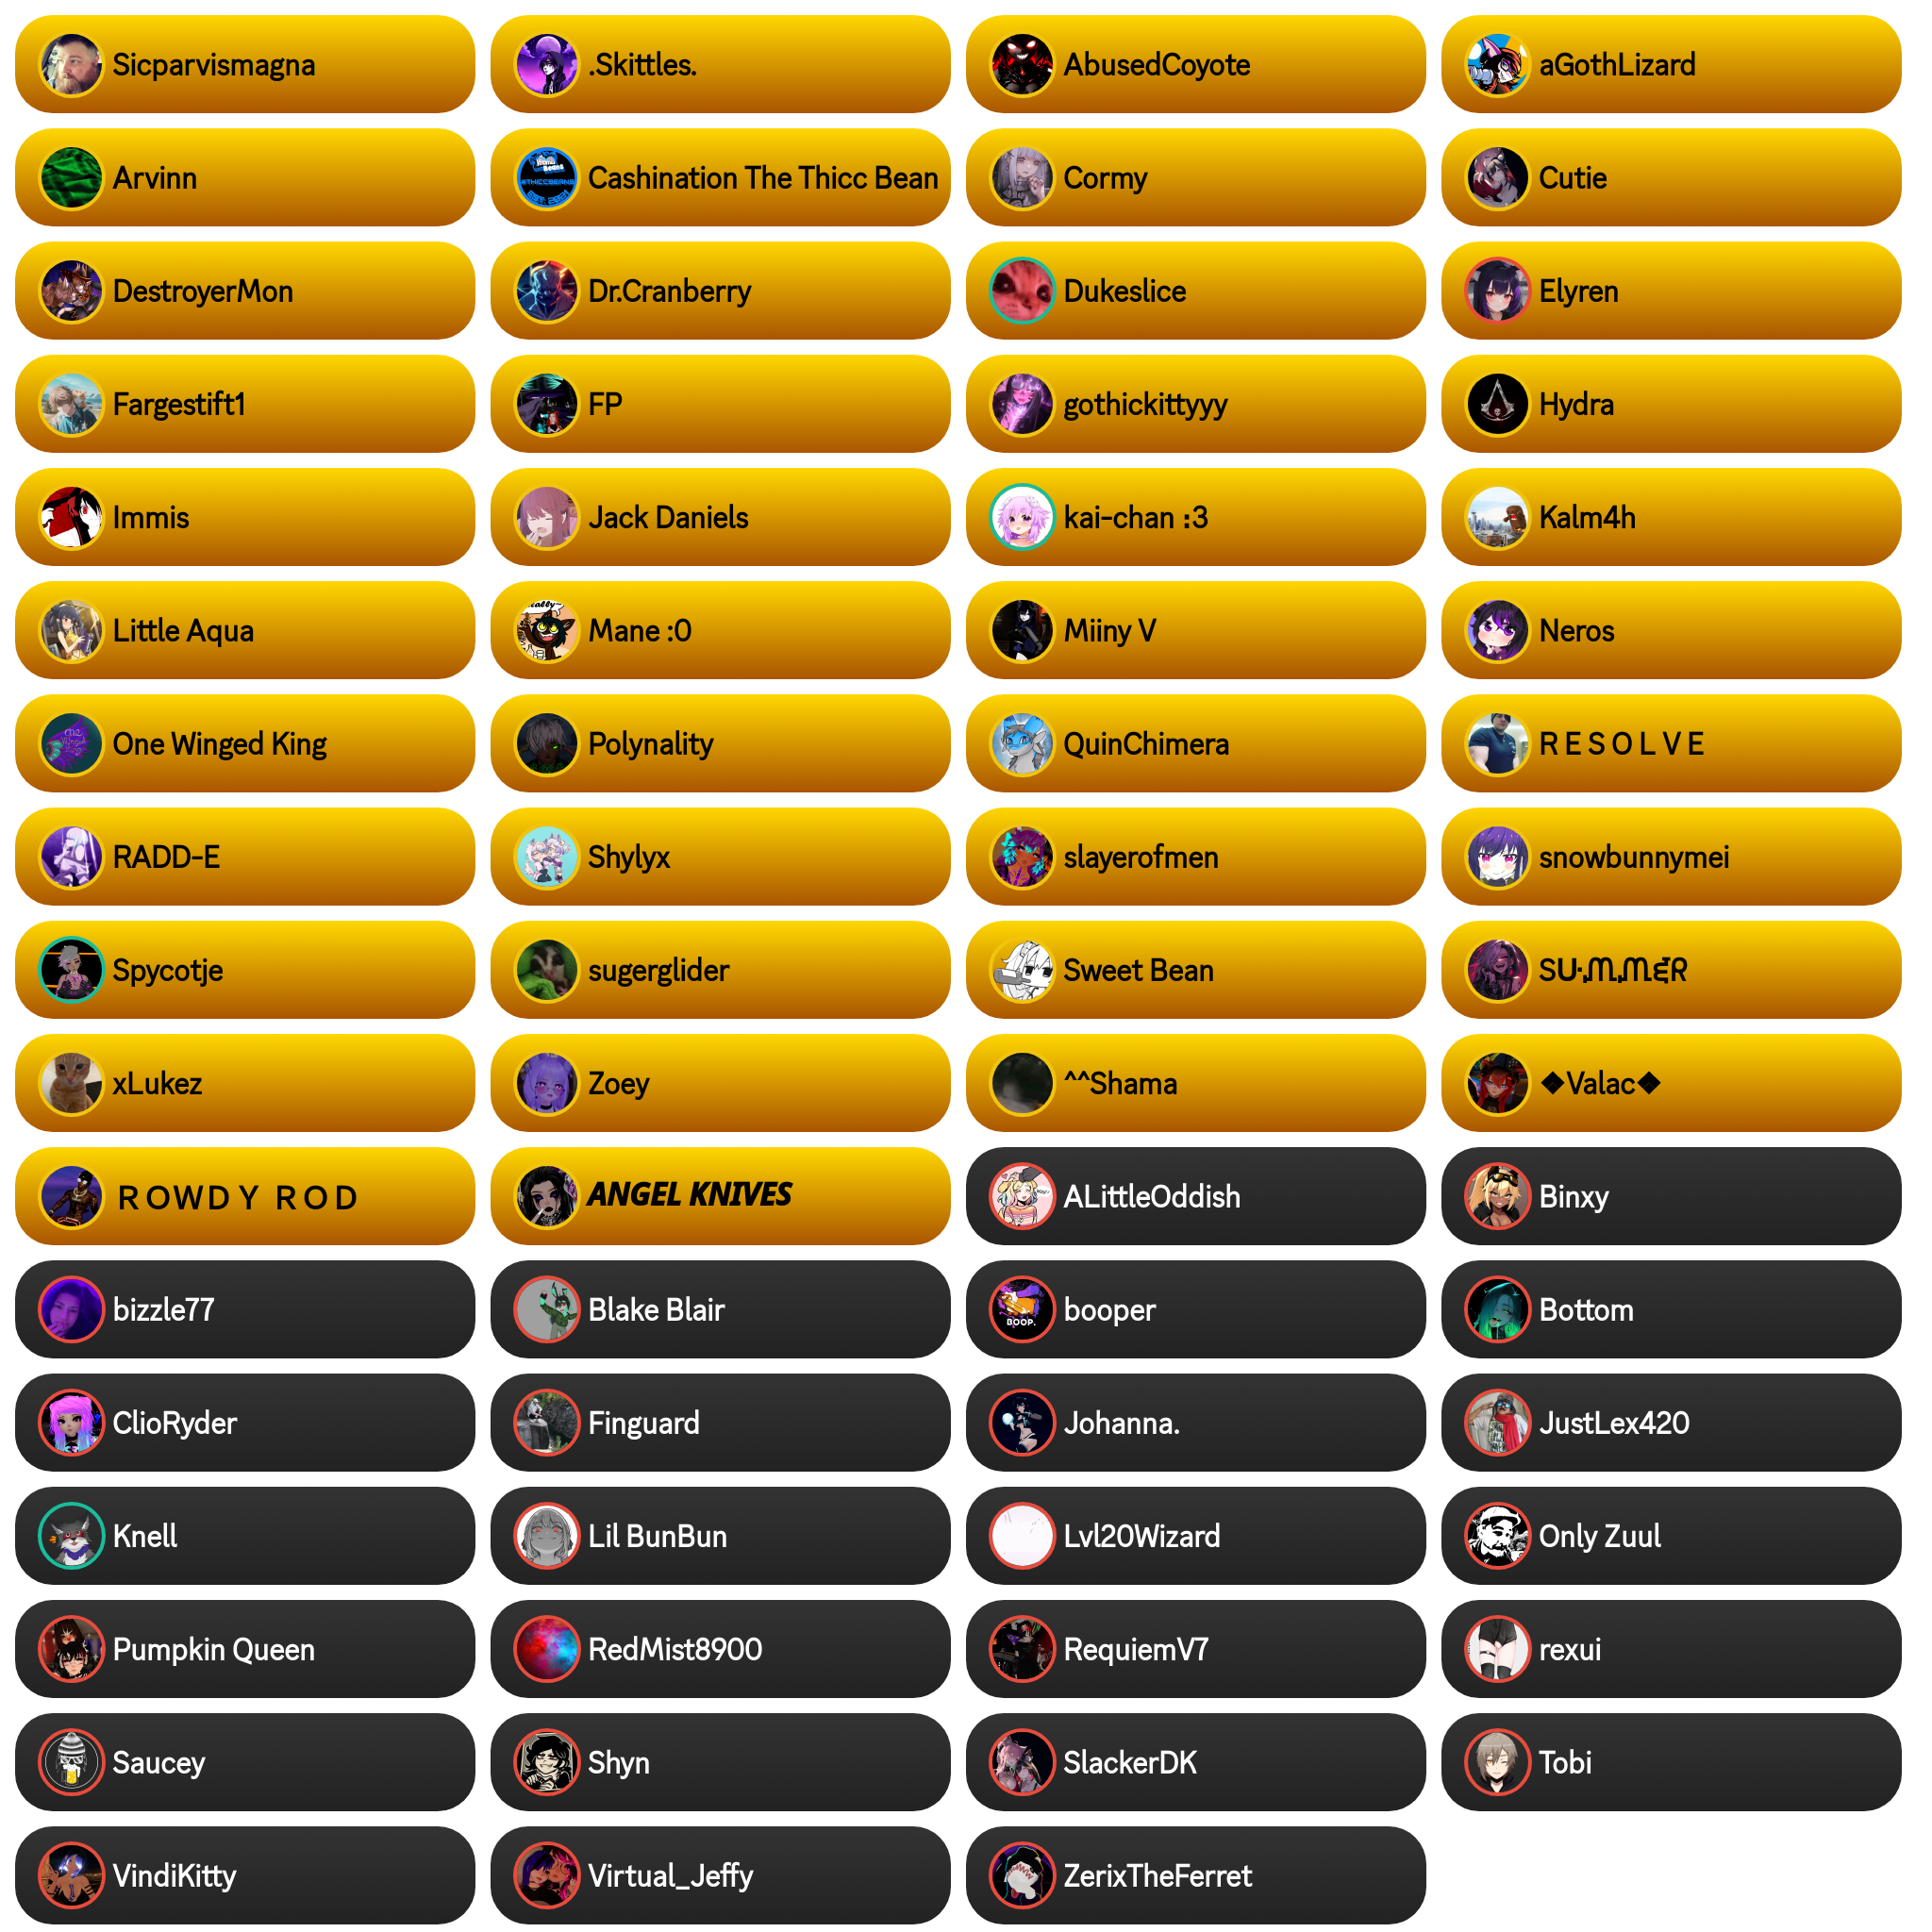 Sicparvismagna
.Skittles.
AbusedCoyote
aGothLizard
Arvinn
Cashination The Thicc Bean
Cormy
Cutie
DestroyerMon
Dr.Cranberry
Dukeslice
Elyren
Fargestift1
FP
gothickittyyy
Hydra
Immis
Jack Daniels
kai-chan :3
Kalm4h
Little Aqua
Mane :0
Miiny V
Neros
One Winged King
Polynality
QuinChimera
R E S O L V E
RADD-E
Shylyx
slayerofmen
snowbunnymei
Spycotje
sugerglider
Sweet Bean
xLukez
Zoey
^^Shama
❖Valac❖
R O W D Y R O D
ANGEL KNIVES
ALittleOddish
Binxy
bizzle77
Blake Blair
booper
BOOP.
Bottom
ClioRyder
Finguard
Johanna.
JustLex420
Knell
Lil BunBun
Lvl20Wizard
Only Zuul
Pumpkin Queen
RedMist8900
RequiemV7
rexui
Saucey
Shyn
SlackerDK
Tobi
VindiKitty
Virtual_Jeffy
ZerixTheFerret